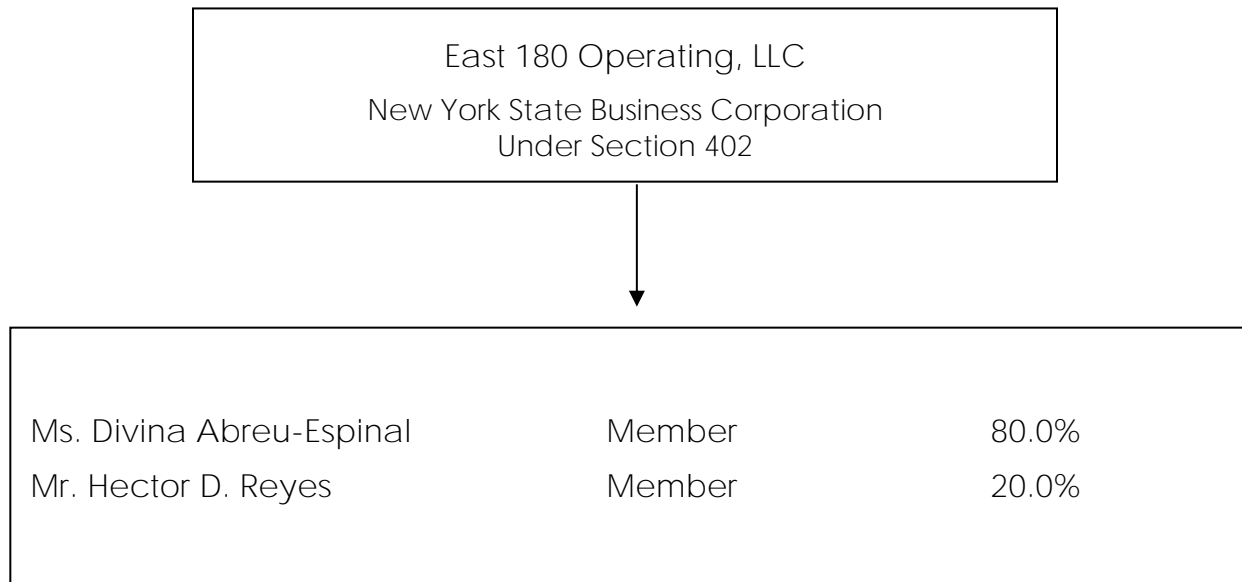 East 180 Operating, LLC
New York State Business Corporation
Under Section 402
Ms. Divina Abreu-Espinal Member 80.0%
Mr. Hector D. Reyes Member 20.0%